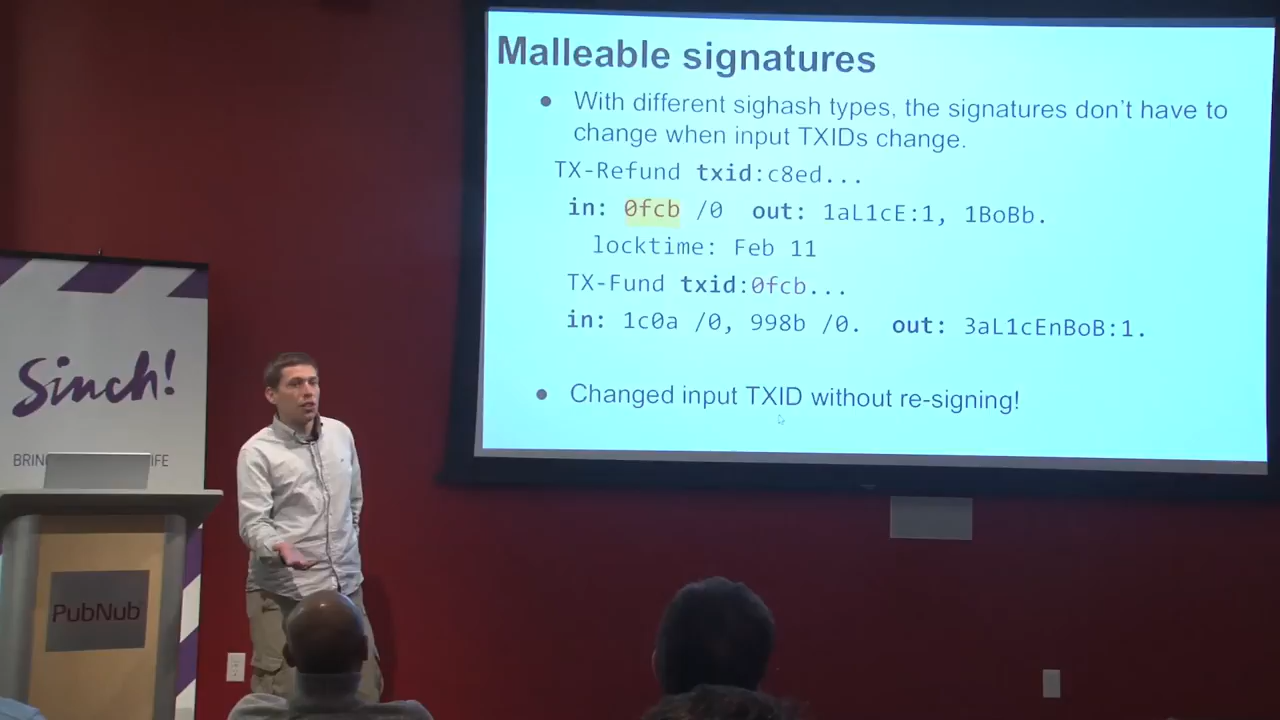 Malleable signatures
● With different sighash types, the signatures don't have to
change when input TXIDs change.
TX-Refund txid:c8ed...
in: 0fcb /0 out: 1aL1cE:1, 1BoBb.
locktime: Feb 11
TX-Fund txid:0fcb...
in: 1c0a /0, 998b /0. out: 3aL1cEnBoB:1.
● Changed input TXID without re-signing!
Sinch!
PubNub